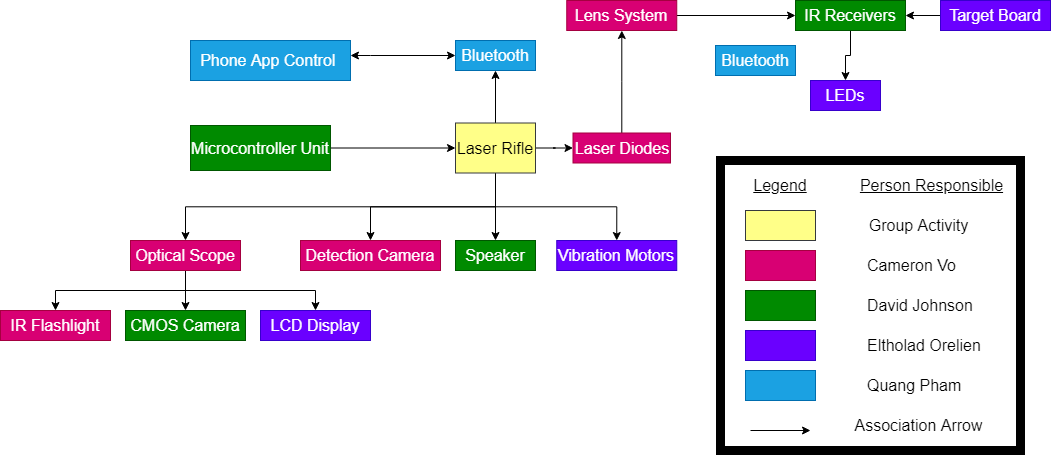 Lens System
IR Receivers
Target Board
Phone App Control
Bluetooth
Bluetooth
LEDs
Microcontroller Unit
Laser Rifle
Laser Diodes
Optical Scope
Detection Camera
Speaker
Vibration Motors
IR Flashlight
CMOS Camera
LCD Display
Legend
Person Responsible
Group Activity
Cameron Vo
David Johnson
Eltholad Orelien
Quang Pham
Association Arrow